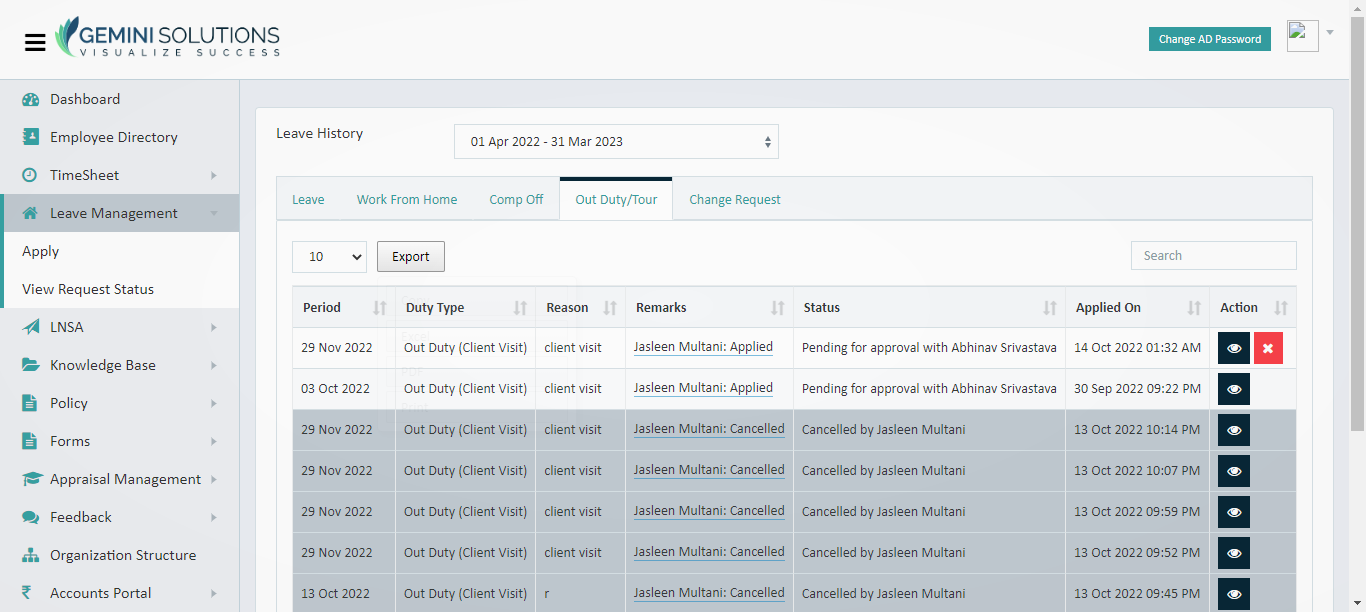 GEMINI SOLUTIONS
VISUALIZE SUCCESS
Change AD Password
Dashboard
Employee Directory
TimeSheet
Leave Management
Apply
View Request Status
LNSA
Knowledge Base
Policy
Forms
Appraisal Management
Feedback
Organization Structure
Accounts Portal
Leave History
01 Apr 2022 - 31 Mar 2023
Leave Work From Home Comp Off Out Duty/Tour Change Request
10 Export Search
Period Duty Type Reason Remarks Status Applied On Action
29 Nov 2022 Out Duty (Client Visit) client visit Jasleen Multani: Applied Pending for approval with Abhinav Srivastava 14 Oct 2022 01:32 AM
03 Oct 2022 Out Duty (Client Visit) client visit Jasleen Multani: Applied Pending for approval with Abhinav Srivastava 30 Sep 2022 09:22 PM
29 Nov 2022 Out Duty (Client Visit) client visit Jasleen Multani: Cancelled Cancelled by Jasleen Multani 13 Oct 2022 10:14 PM
29 Nov 2022 Out Duty (Client Visit) client visit Jasleen Multani: Cancelled Cancelled by Jasleen Multani 13 Oct 2022 10:07 PM
29 Nov 2022 Out Duty (Client Visit) client visit Jasleen Multani: Cancelled Cancelled by Jasleen Multani 13 Oct 2022 09:59 PM
29 Nov 2022 Out Duty (Client Visit) client visit Jasleen Multani: Cancelled Cancelled by Jasleen Multani 13 Oct 2022 09:52 PM
13 Oct 2022 Out Duty (Client Visit) r Jasleen Multani: Cancelled Cancelled by Jasleen Multani 13 Oct 2022 09:45 PM